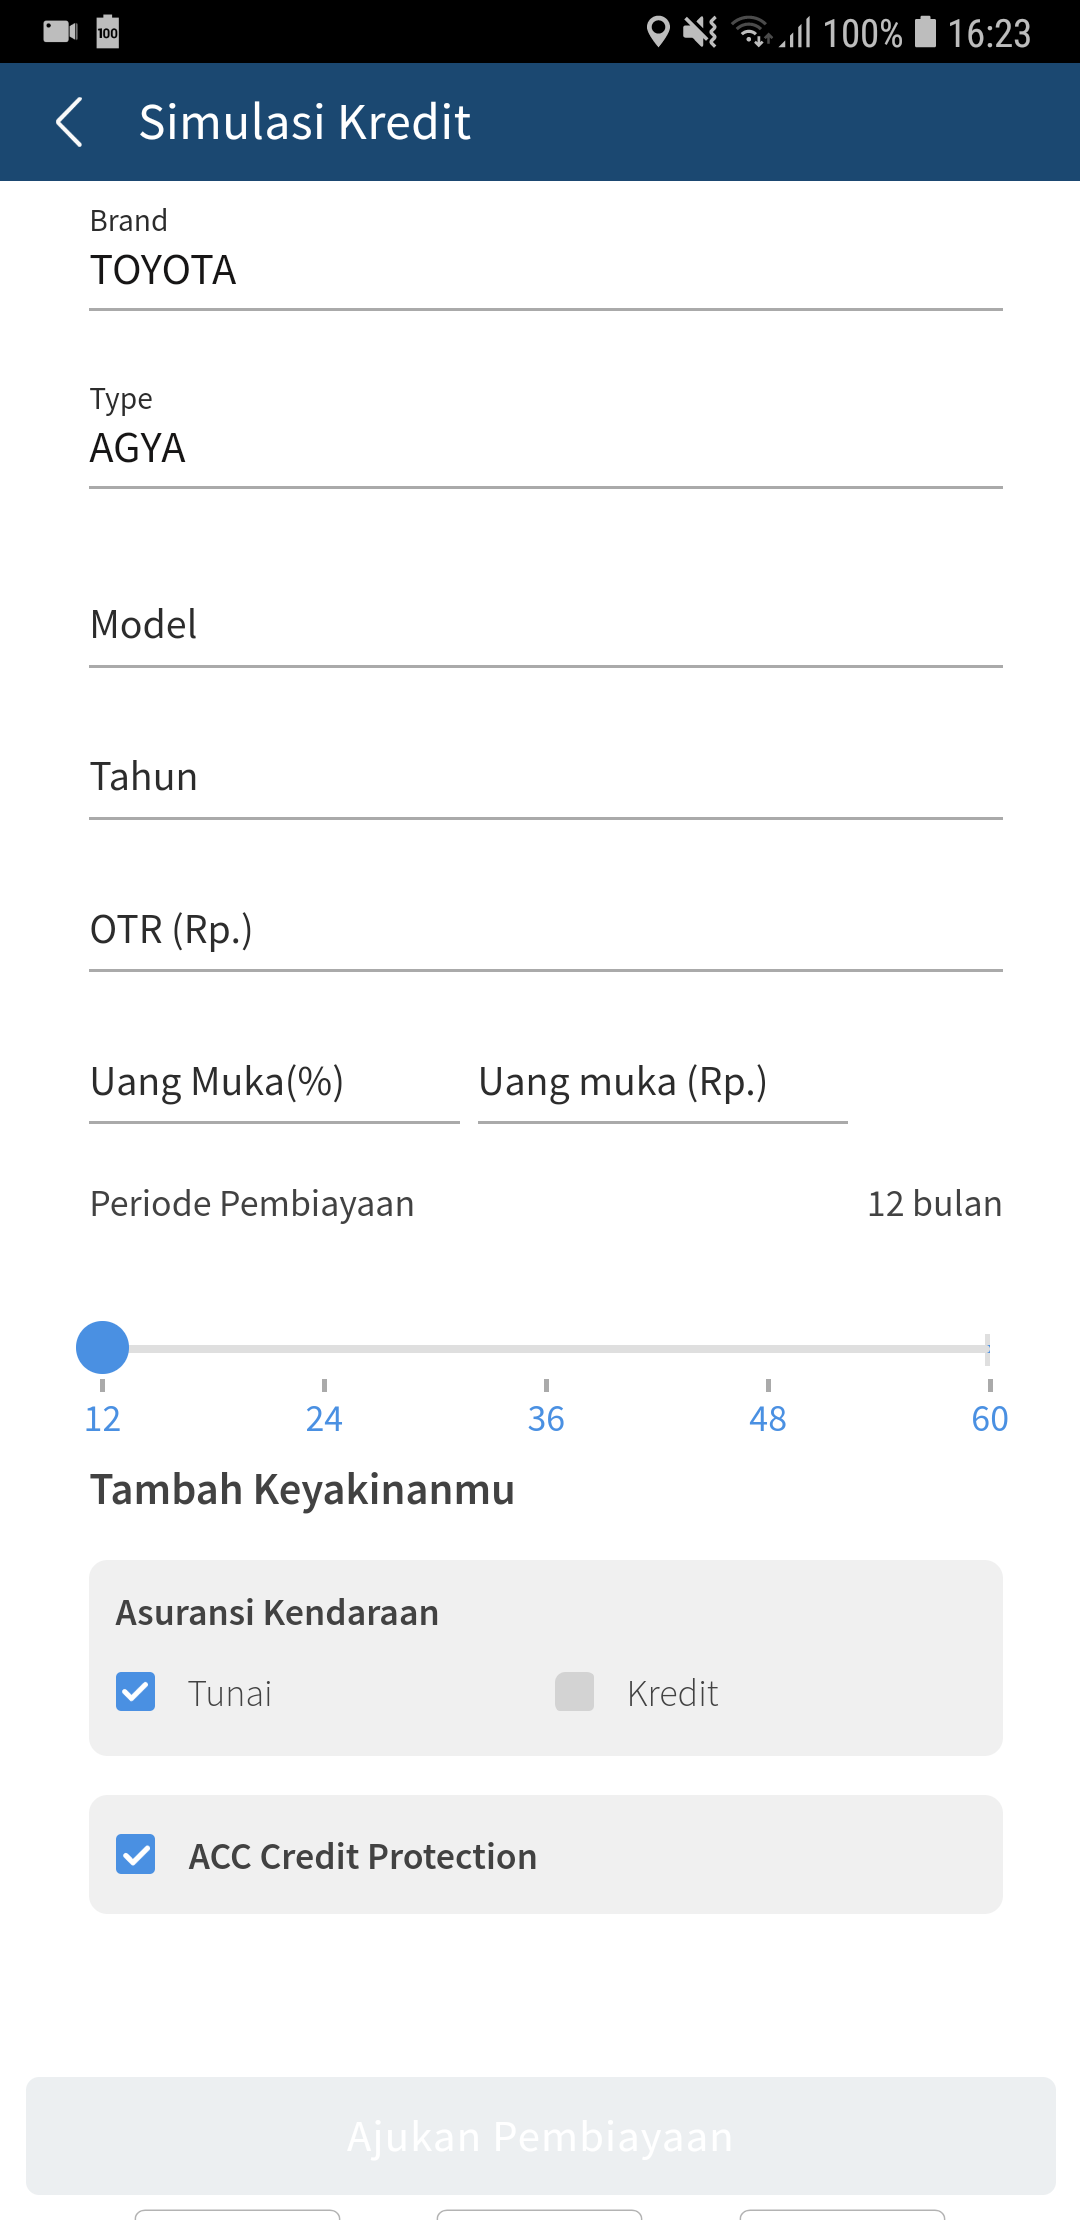 100 100% 16:23
Simulasi Kredit
Brand
TOYOTA
Type
AGYA
Model
Tahun
OTR (Rp.)
Uang Muka(%) Uang muka (Rp.)
Periode Pembiayaan 12 bulan
12 24 36 48 60
Tambah Keyakinanmu
Asuransi Kendaraan
Tunai Kredit
ACC Credit Protection
Ajukan Pembiayaan